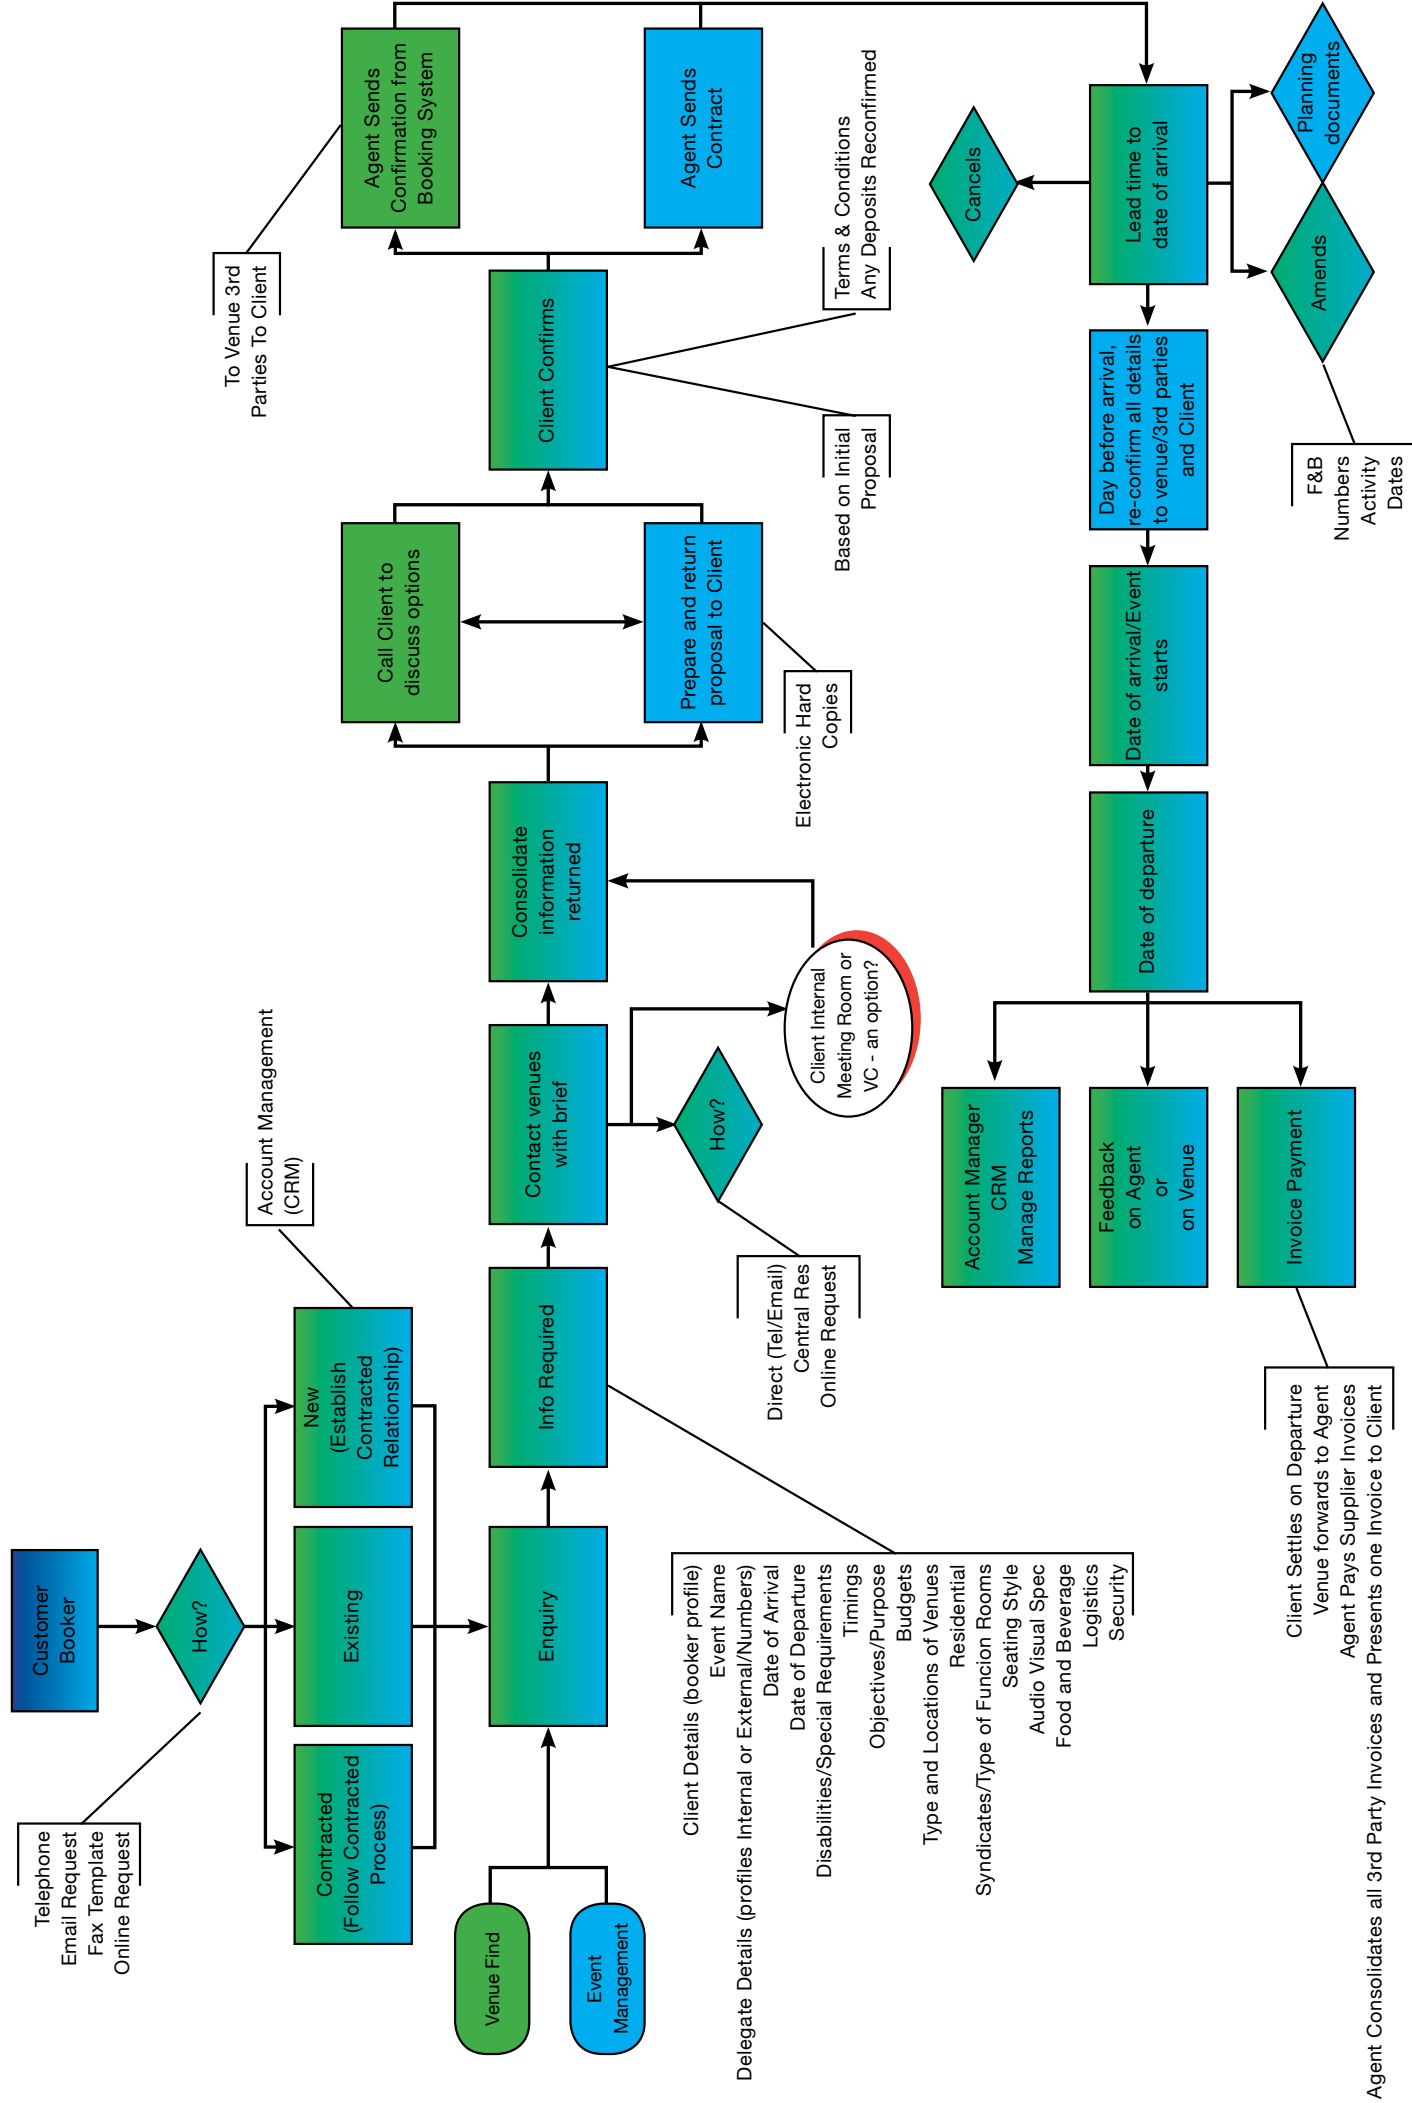 Customer
Booker
How?
Telephone
Email Request
Fax Template
Online Request
Contracted
(Follow Contracted
Process)
Existing
New
(Establish
Contracted
Relationship)
Account Management
(CRM)
Venue Find
Event
Management
Enquiry
Info Required
Client Details (booker profile)
Event Name
Delegate Details (profiles Internal or External/Numbers)
Date of Arrival
Date of Departure
Disabilities/Special Requirements
Timings
Objectives/Purpose
Budgets
Type and Locations of Venues
Residential
Syndicates/Type of Funcion Rooms
Seating Style
Audio Visual Spec
Food and Beverage
Logistics
Security
Contact venues
with brief
How?
Direct (Tel/Email)
Central Res
Online Request
Client Internal
Meeting Room or
VC - an option?
Consolidate
information
returned
Call Client to
discuss options
Prepare and return
proposal to Client
Electronic Hard
Copies
Client Confirms
Based on Initial
Proposal
Terms & Conditions
Any Deposits Reconfirmed
Agent Sends
Confirmation from
Booking System
To Venue 3rd
Parties To Client
Agent Sends
Contract
Lead time to
date of arrival
Cancels
Amends
Planning
documents
F&B
Numbers
Activity
Dates
Day before arrival,
re-confirm all details
to venue/3rd parties
and Client
Date of arrival/Event
starts
Date of departure
Account Manager
CRM
Manage Reports
Feedback
on Agent
or
on Venue
Invoice Payment
Client Settles on Departure
Venue forwards to Agent
Agent Pays Supplier Invoices
Agent Consolidates all 3rd Party Invoices and Presents one Invoice to Client